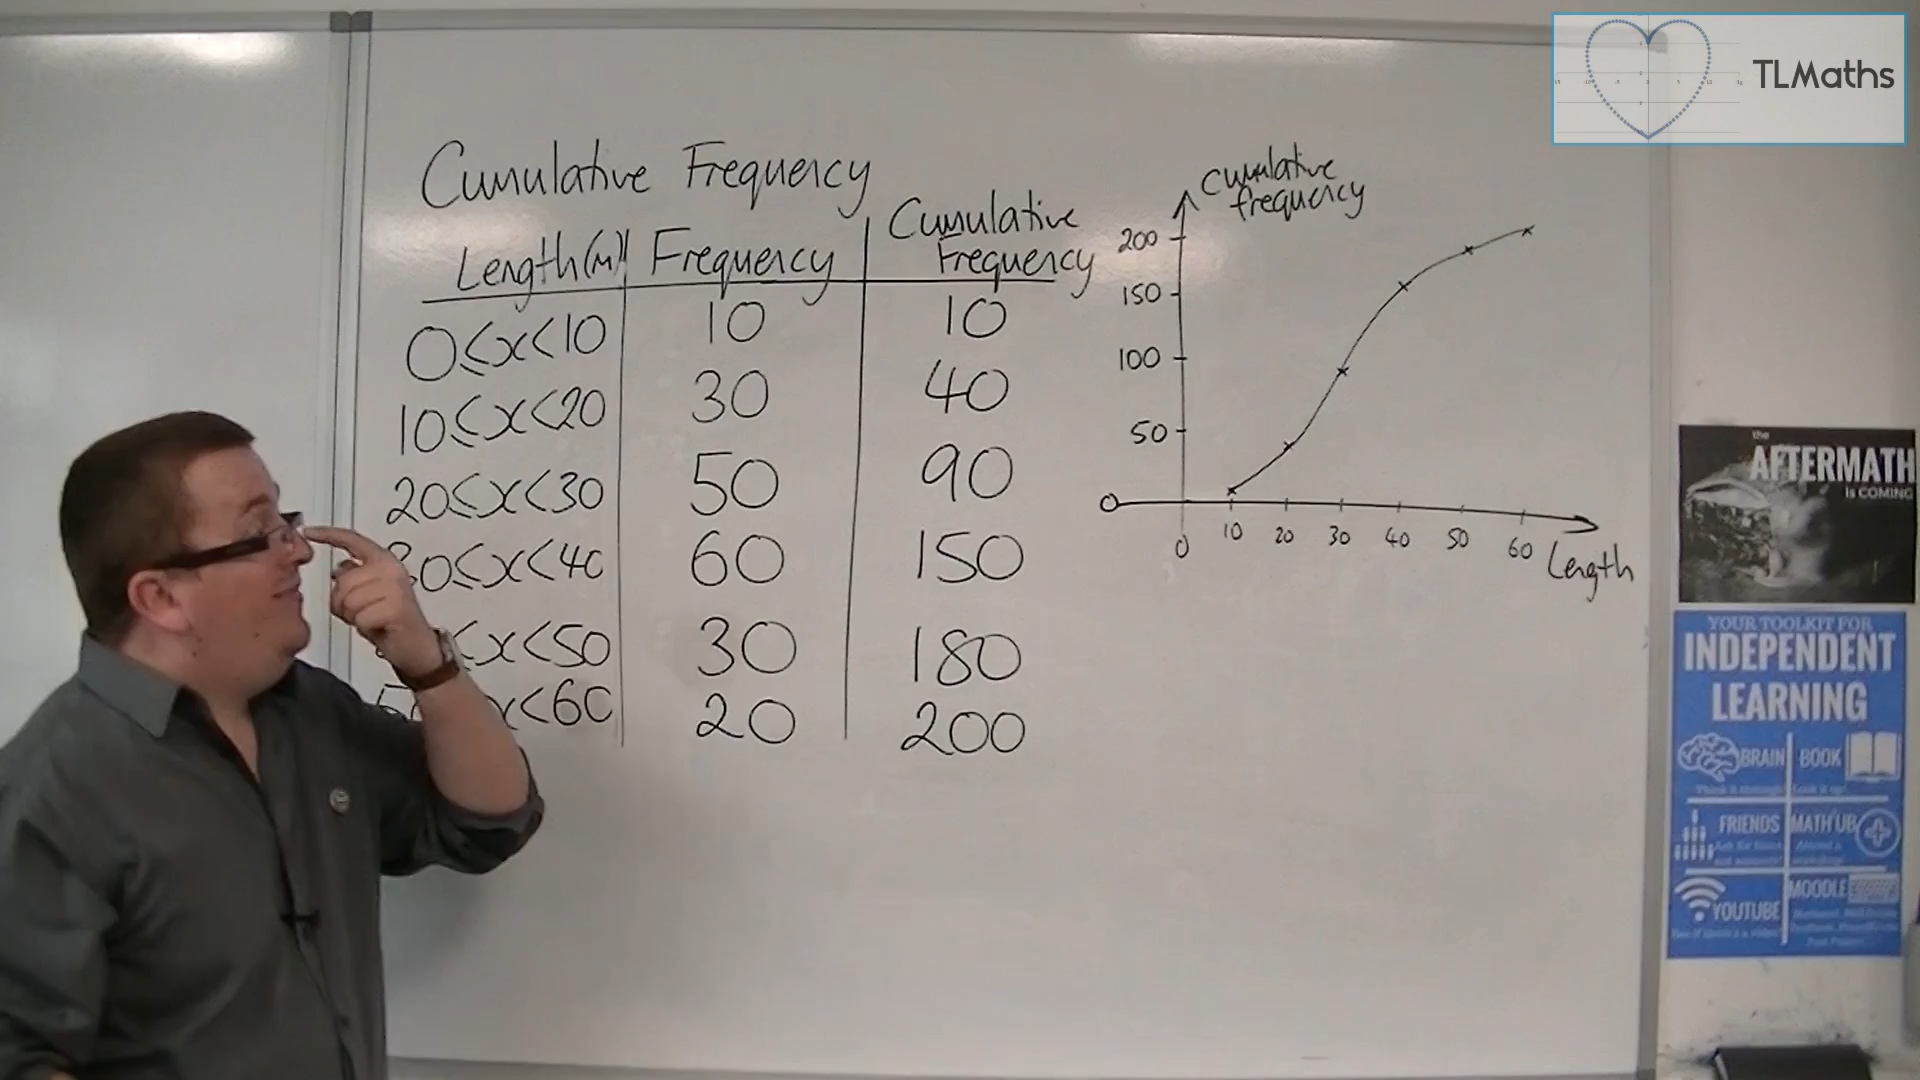 TLMaths
Cumulative Frequency
Length(m) Frequency Cumulative Frequency
0≤x<10 10 10
10≤x<20 30 40
20≤x<30 50 90
0≤x<40 60 150
≤x<50 30 180
x<60 20 200
cumulative
frequency
200
150
100
50
0
0 10 20 30 40 50 60 Length
the
AFTERMATH
is COMING
YOUR TOOLKIT FOR
INDEPENDENT
LEARNING
BRAIN BOOK
FRIENDS MATH'UB
YOUTUBE MOODLE